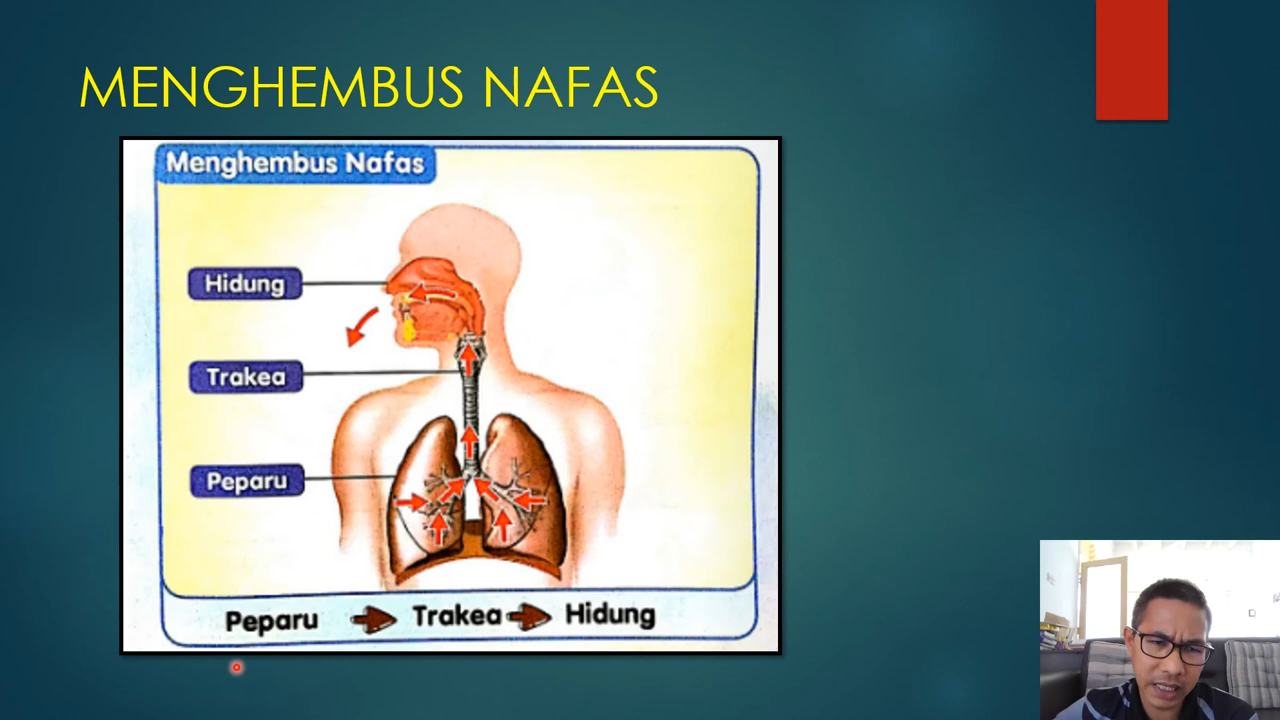 MENGHEMBUS NAFAS
Menghembus Nafas
Hidung
Trakea
Peparu
Peparu Trakea Hidung